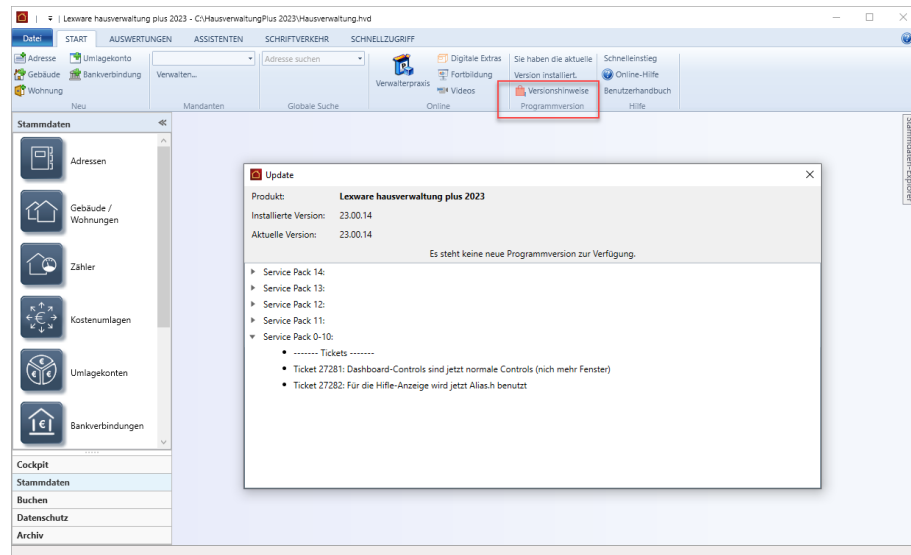 Lexware hausverwaltung plus 2023 - C:\HausverwaltungPlus 2023\Hausverwaltung.hvd
Datei START AUSWERTUNGEN ASSISTENTEN SCHRIFTVERKEHR SCHNELLZUGRIFF
Adresse Umlagekonto Adresse suchen Digitale Extras Sie haben die aktuelle Schnelleinstieg
Gebäude Bankverbindung Verwalten... Verwalterpraxis Fortbildung Version installiert. Online-Hilfe
Wohnung Videos Versionshinweise Benutzerhandbuch
Neu Mandanten Globale Suche Online Programmversion Hilfe
Stammdaten
Stammdaten-Explorer
Adressen
Gebäude /
Wohnungen
Zähler
Kostenumlagen
Umlagekonten
Bankverbindungen
Cockpit
Stammdaten
Buchen
Datenschutz
Archiv
Update
Produkt: Lexware hausverwaltung plus 2023
Installierte Version: 23.00.14
Aktuelle Version: 23.00.14
Es steht keine neue Programmversion zur Verfügung.
Service Pack 14:
Service Pack 13:
Service Pack 12:
Service Pack 11:
Service Pack 0-10:
------- Tickets -------
Ticket 27281: Dashboard-Controls sind jetzt normale Controls (nich mehr Fenster)
Ticket 27282: Für die Hifle-Anzeige wird jetzt Alias.h benutzt